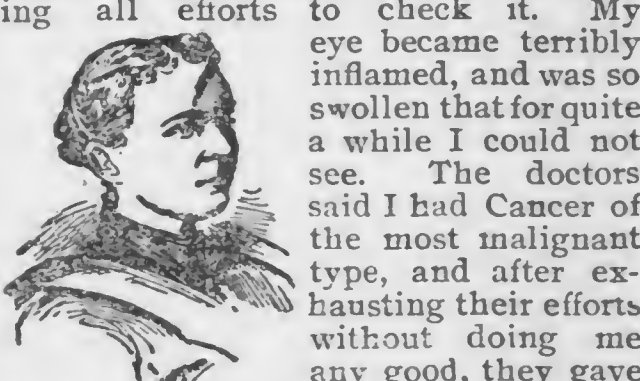 ing all efforts to check it. My
eye became terribly
inflamed, and was so
swollen that for quite
a while I could not
see. The doctors
said I had Cancer of
the most malignant
type, and after ex-
hausting their efforts
without doing me
any good, they gave